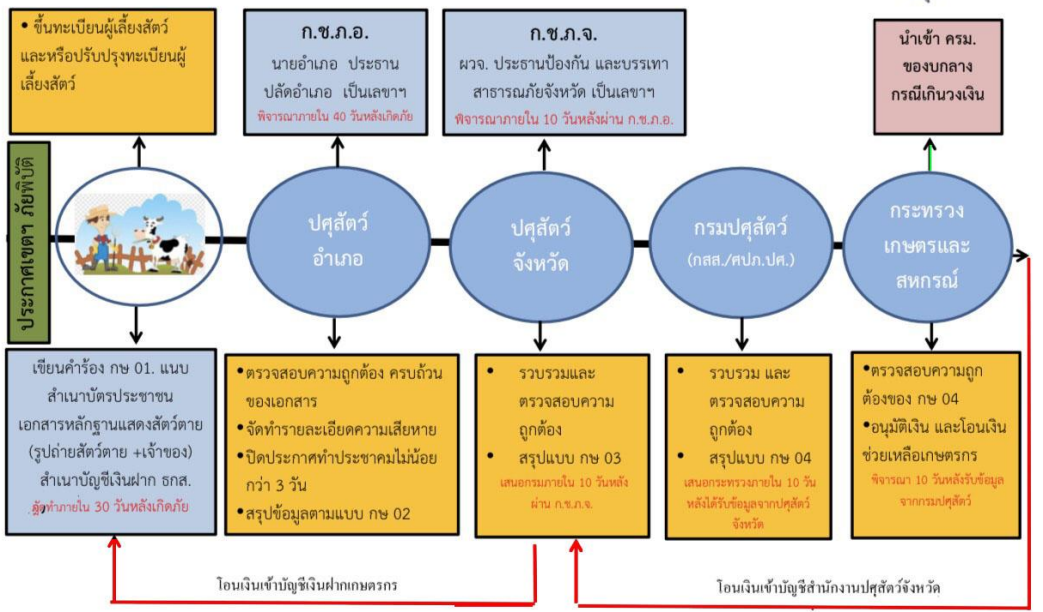 • ขึ้นทะเบียนผู้เลี้ยงสัตว์
และหรือปรับปรุงทะเบียนผู้
เลี้ยงสัตว์
ก.ช.ภ.อ.
นายอำเภอ ประธาน
ปลัดอำเภอ เป็นเลขาฯ
พิจารณาภายใน 40 วันหลังเกิดภัย
ก.ช.ภ.จ.
ผวจ. ประธานป้องกัน และบรรเทา
สาธารณภัยจังหวัด เป็นเลขาฯ
พิจารณาภายใน 10 วันหลังผ่าน ก.ช.ภ.อ.
นำเข้า ครม.
ของบกลาง
กรณีเกินวงเงิน
ประกาศเขตฯ ภัยพิบัติ
ปศุสัตว์
อำเภอ
ปศุสัตว์
จังหวัด
กรมปศุสัตว์
(กสส./ศปภ.ปศ.)
กระทรวง
เกษตรและ
สหกรณ์
เขียนคำร้อง กษ 01. แนบ
สำเนาบัตรประชาชน
เอกสารหลักฐานแสดงสัตว์ตาย
(รูปถ่ายสัตว์ตาย +เจ้าของ)
สำเนาบัญชีเงินฝาก ธกส.
จัดทำภายใน 30 วันหลังเกิดภัย
•ตรวจสอบความถูกต้อง ครบถ้วน
ของเอกสาร
•จัดทำรายละเอียดความเสียหาย
•ปิดประกาศทำประชาคมไม่น้อย
กว่า 3 วัน
•สรุปข้อมูลตามแบบ กษ 02
• รวบรวมและ
ตรวจสอบความ
ถูกต้อง
• สรุปแบบ กษ 03
เสนอกรมภายใน 10 วันหลัง
ผ่าน ก.ช.ภ.จ.
• รวบรวม และ
ตรวจสอบความ
ถูกต้อง
• สรุปแบบ กษ 04
เสนอกระทรวงภายใน 10 วัน
หลังได้รับข้อมูลจากปศุสัตว์
จังหวัด
•ตรวจสอบความถูก
ต้องของ กษ 04
•อนุมัติเงิน และโอนเงิน
ช่วยเหลือเกษตรกร
พิจารณา 10 วันหลังรับข้อมูล
จากกรมปศุสัตว์
โอนเงินเข้าบัญชีเงินฝากเกษตรกร
โอนเงินเข้าบัญชีสำนักงานปศุสัตว์จังหวัด